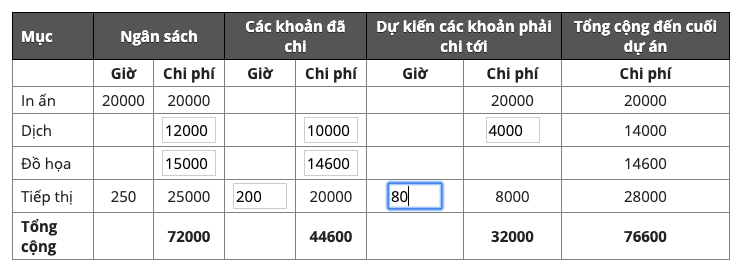 Mục Ngân sách Các khoản đã chi Dự kiến các khoản phải chi tới Tổng cộng đến cuối dự án
Giờ Chi phí Giờ Chi phí Giờ Chi phí Chi phí
In ấn 20000 20000 20000 20000
Dịch 12000 10000 4000 14000
Đồ họa 15000 14600 14600
Tiếp thị 250 25000 200 20000 80 8000 28000
Tổng cộng 72000 44600 32000 76600